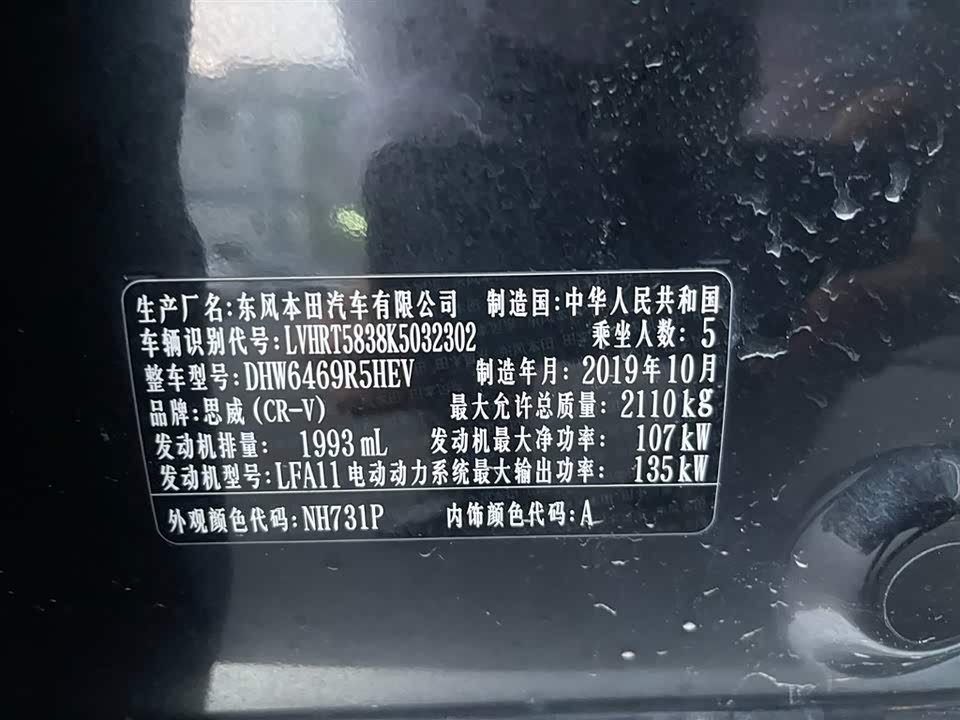 生产厂名:东风本田汽车有限公司 制造国:中华人民共和国
车辆识别代号:LVHRT5838K5032302 乘坐人数: 5
整车型号:DHW6469R5HEV 制造年月: 2019年10月
品牌:思威(CR-V) 最大允许总质量: 2110kg
发动机排量: 1993mL 发动机最大净功率: 107kW
发动机型号:LFA11 电动动力系统最大输出功率: 135kW
外观颜色代码:NH731P 内饰颜色代码:A